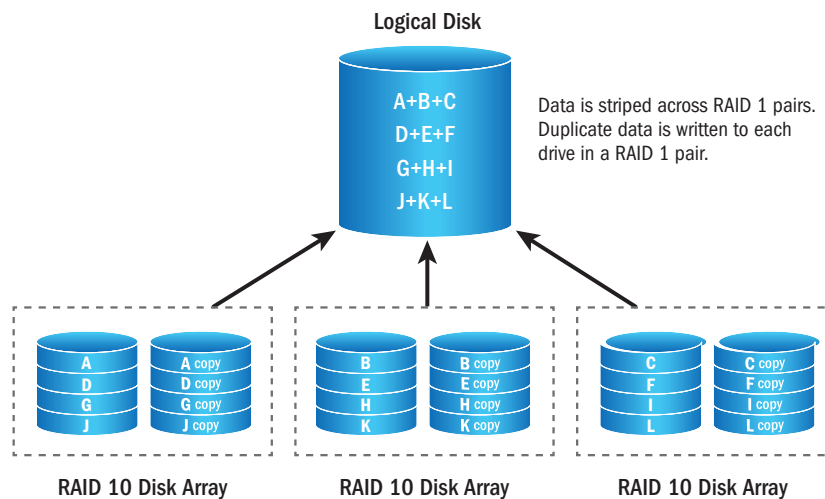 Logical Disk
A+B+C
D+E+F
G+H+I
J+K+L
Data is striped across RAID 1 pairs.
Duplicate data is written to each
drive in a RAID 1 pair.
A
D
G
J
A copy
D copy
G copy
J copy
B
E
H
K
B copy
E copy
H copy
K copy
C
F
I
L
C copy
F copy
I copy
L copy
RAID 10 Disk Array
RAID 10 Disk Array
RAID 10 Disk Array